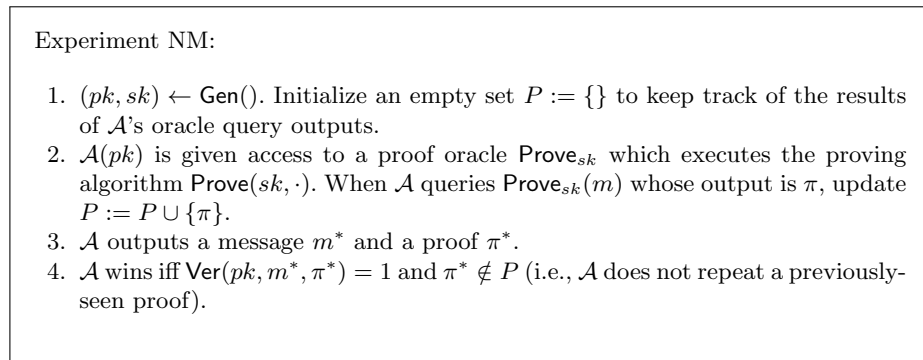 Experiment NM:
1. (pk, sk) ← Gen(). Initialize an empty set P := {} to keep track of the results
of A's oracle query outputs.
2. A(pk) is given access to a proof oracle Prove_sk which executes the proving
algorithm Prove(sk, ·). When A queries Prove_sk(m) whose output is π, update
P := P ∪ {π}.
3. A outputs a message m* and a proof π*.
4. A wins iff Ver(pk, m*, π*) = 1 and π* ∉ P (i.e., A does not repeat a previously-
seen proof).